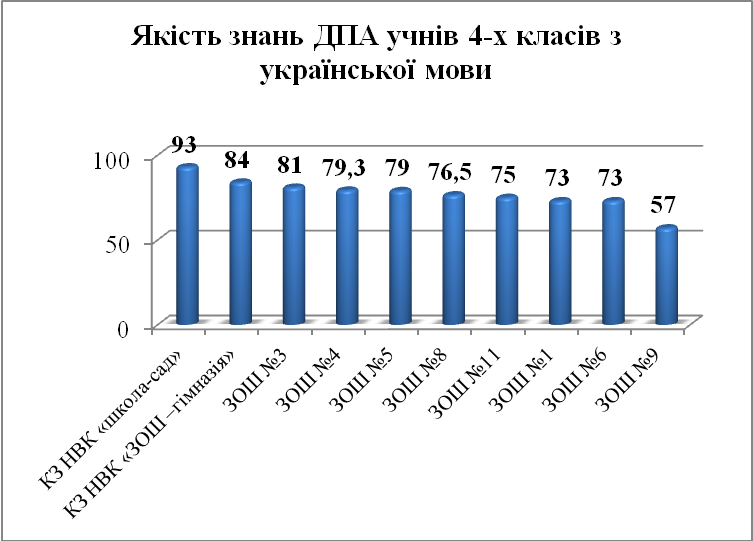 Якість знань ДПА учнів 4-х класів з
української мови
93
84
81
79,3
79
76,5
75
73
73
57
100
50
0
КЗ НВК «школа-сад»
КЗ НВК «ЗОШ –гімназія»
ЗОШ №3
ЗОШ №4
ЗОШ №5
ЗОШ №8
ЗОШ №11
ЗОШ №1
ЗОШ №6
ЗОШ №9